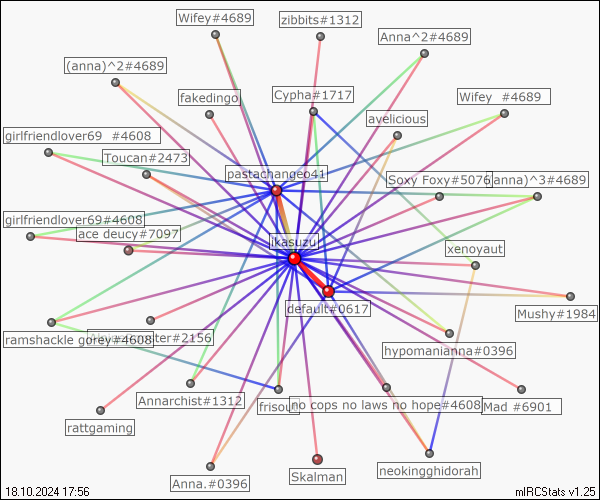 Wifey#4689
zibbits#1312
Anna^2#4689
(anna)^2#4689
fakedingo
Cypha#1717
Wifey #4689
avelicious
girlfriendlover69 #4608
Toucan#2473
pastachangeo41
Soxy Foxy#5076
anna)^3#4689
girlfriendlover69#4608
ace deucy#7097
ikasuzu
xenoyaut
default#0617
Mushy#1984
ramshackle gorey#4608
#2156
hypomanianna#0396
Annarchist#1312
frisou
no cops no laws no hope#4608
Mad #6901
rattgaming
Anna.#0396
Skalman
neokingghidorah
18.10.2024 17:56
mIRCStats v1.25